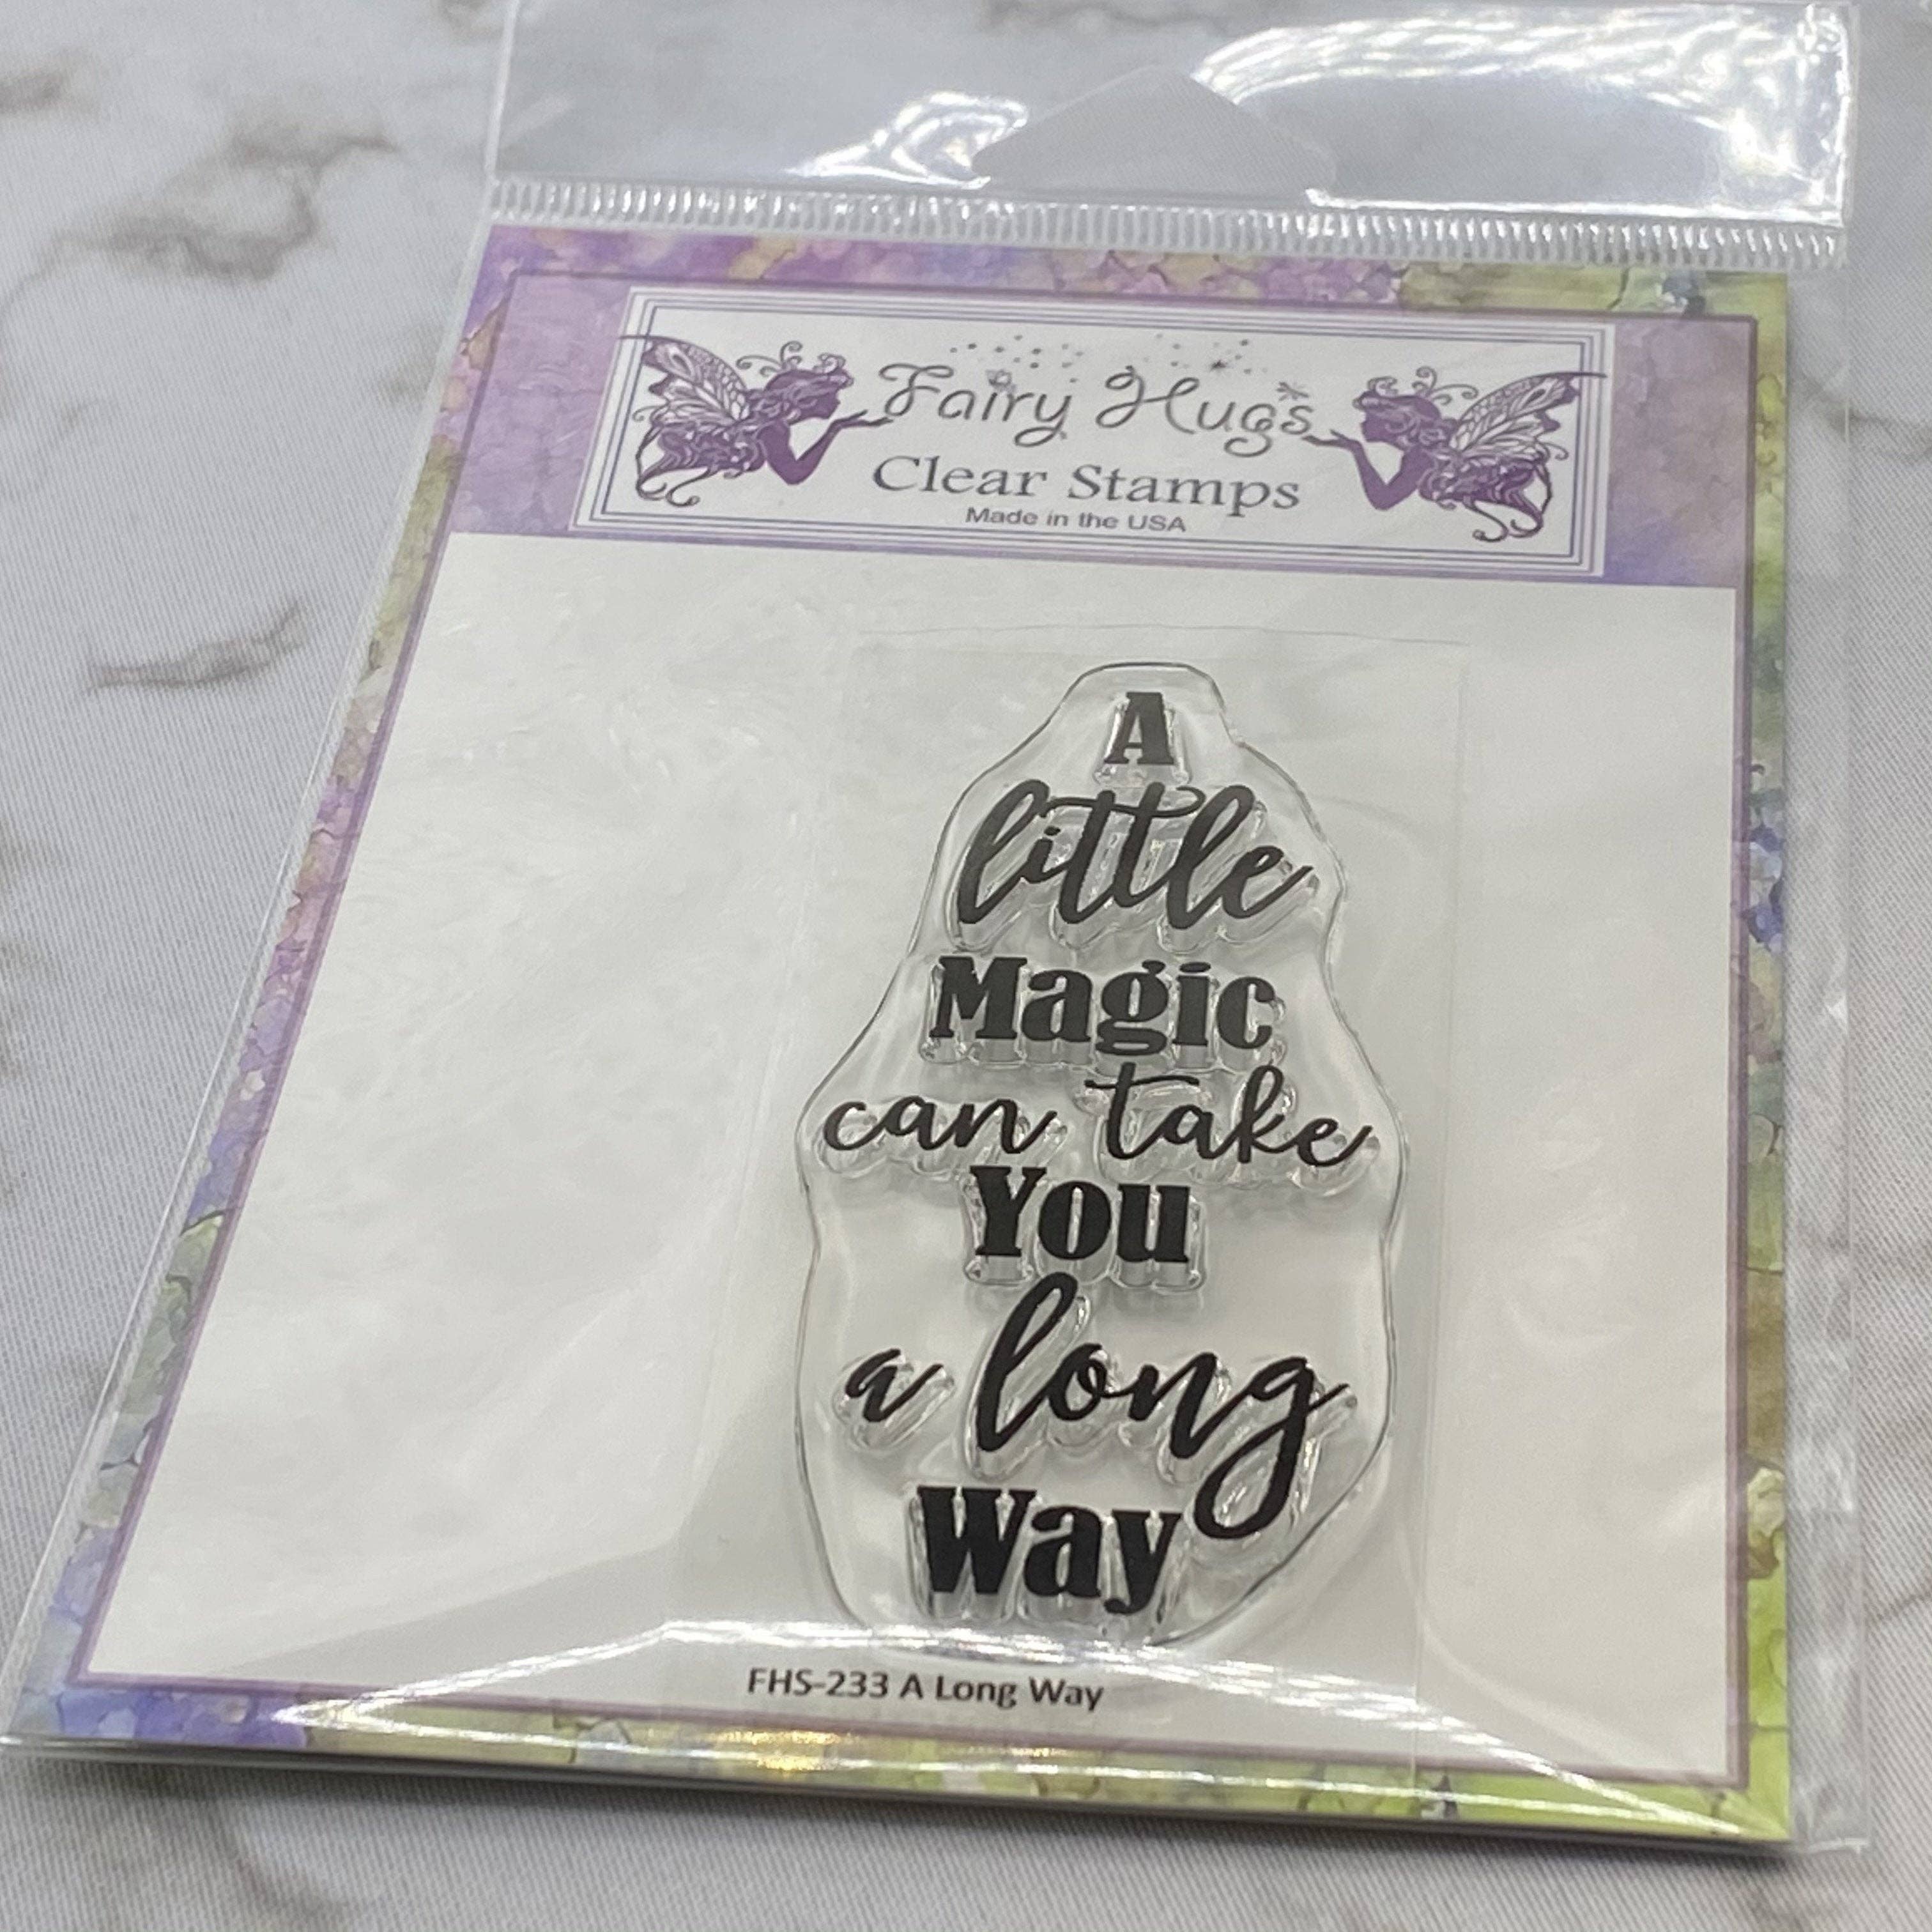 Fairy Hugs
Clear Stamps
Made in the USA
A
little
Magic
can take
You
a long
Way
FHS-233 A Long Way